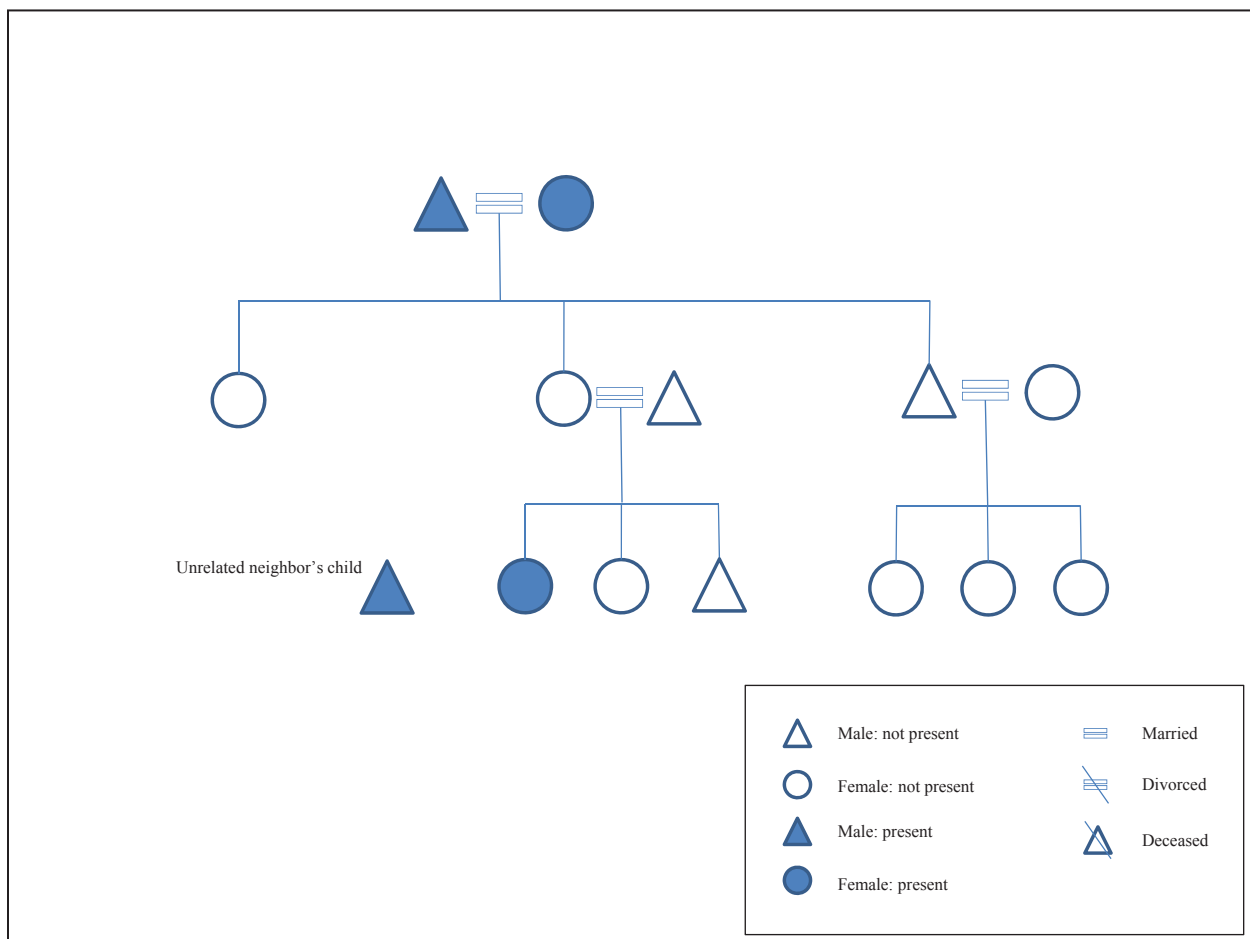 Unrelated neighbor’s child
Male: not present
Married
Female: not present
Divorced
Male: present
Deceased
Female: present